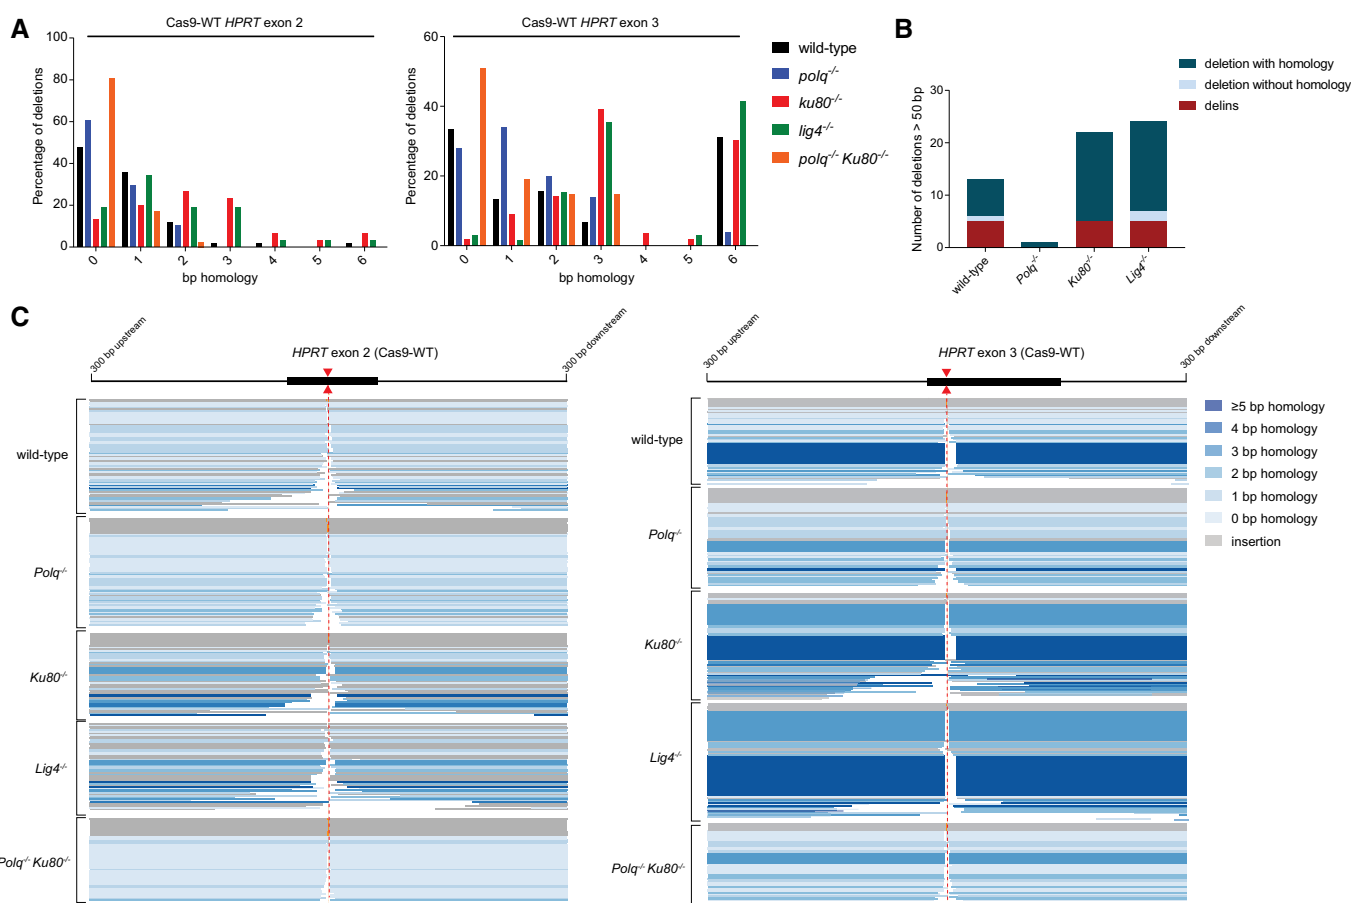 A
Cas9-WT HPRT exon 2
Percentage of deletions
100
80
60
40
20
0
0 1 2 3 4 5 6
bp homology
Cas9-WT HPRT exon 3
Percentage of deletions
60
40
20
0
0 1 2 3 4 5 6
bp homology
wild-type
polq-/-
ku80-/-
lig4-/-
polq-/- Ku80-/-
B
Number of deletions > 50 bp
30
20
10
0
wild-type
Polq-/-
Ku80-/-
Lig4-/-
deletion with homology
deletion without homology
delins
C
300 bp upstream
HPRT exon 2 (Cas9-WT)
300 bp downstream
wild-type
Polq-/-
Ku80-/-
Lig4-/-
Polq-/- Ku80-/-
300 bp upstream
HPRT exon 3 (Cas9-WT)
300 bp downstream
wild-type
Polq-/-
Ku80-/-
Lig4-/-
Polq-/- Ku80-/-
≥5 bp homology
4 bp homology
3 bp homology
2 bp homology
1 bp homology
0 bp homology
insertion